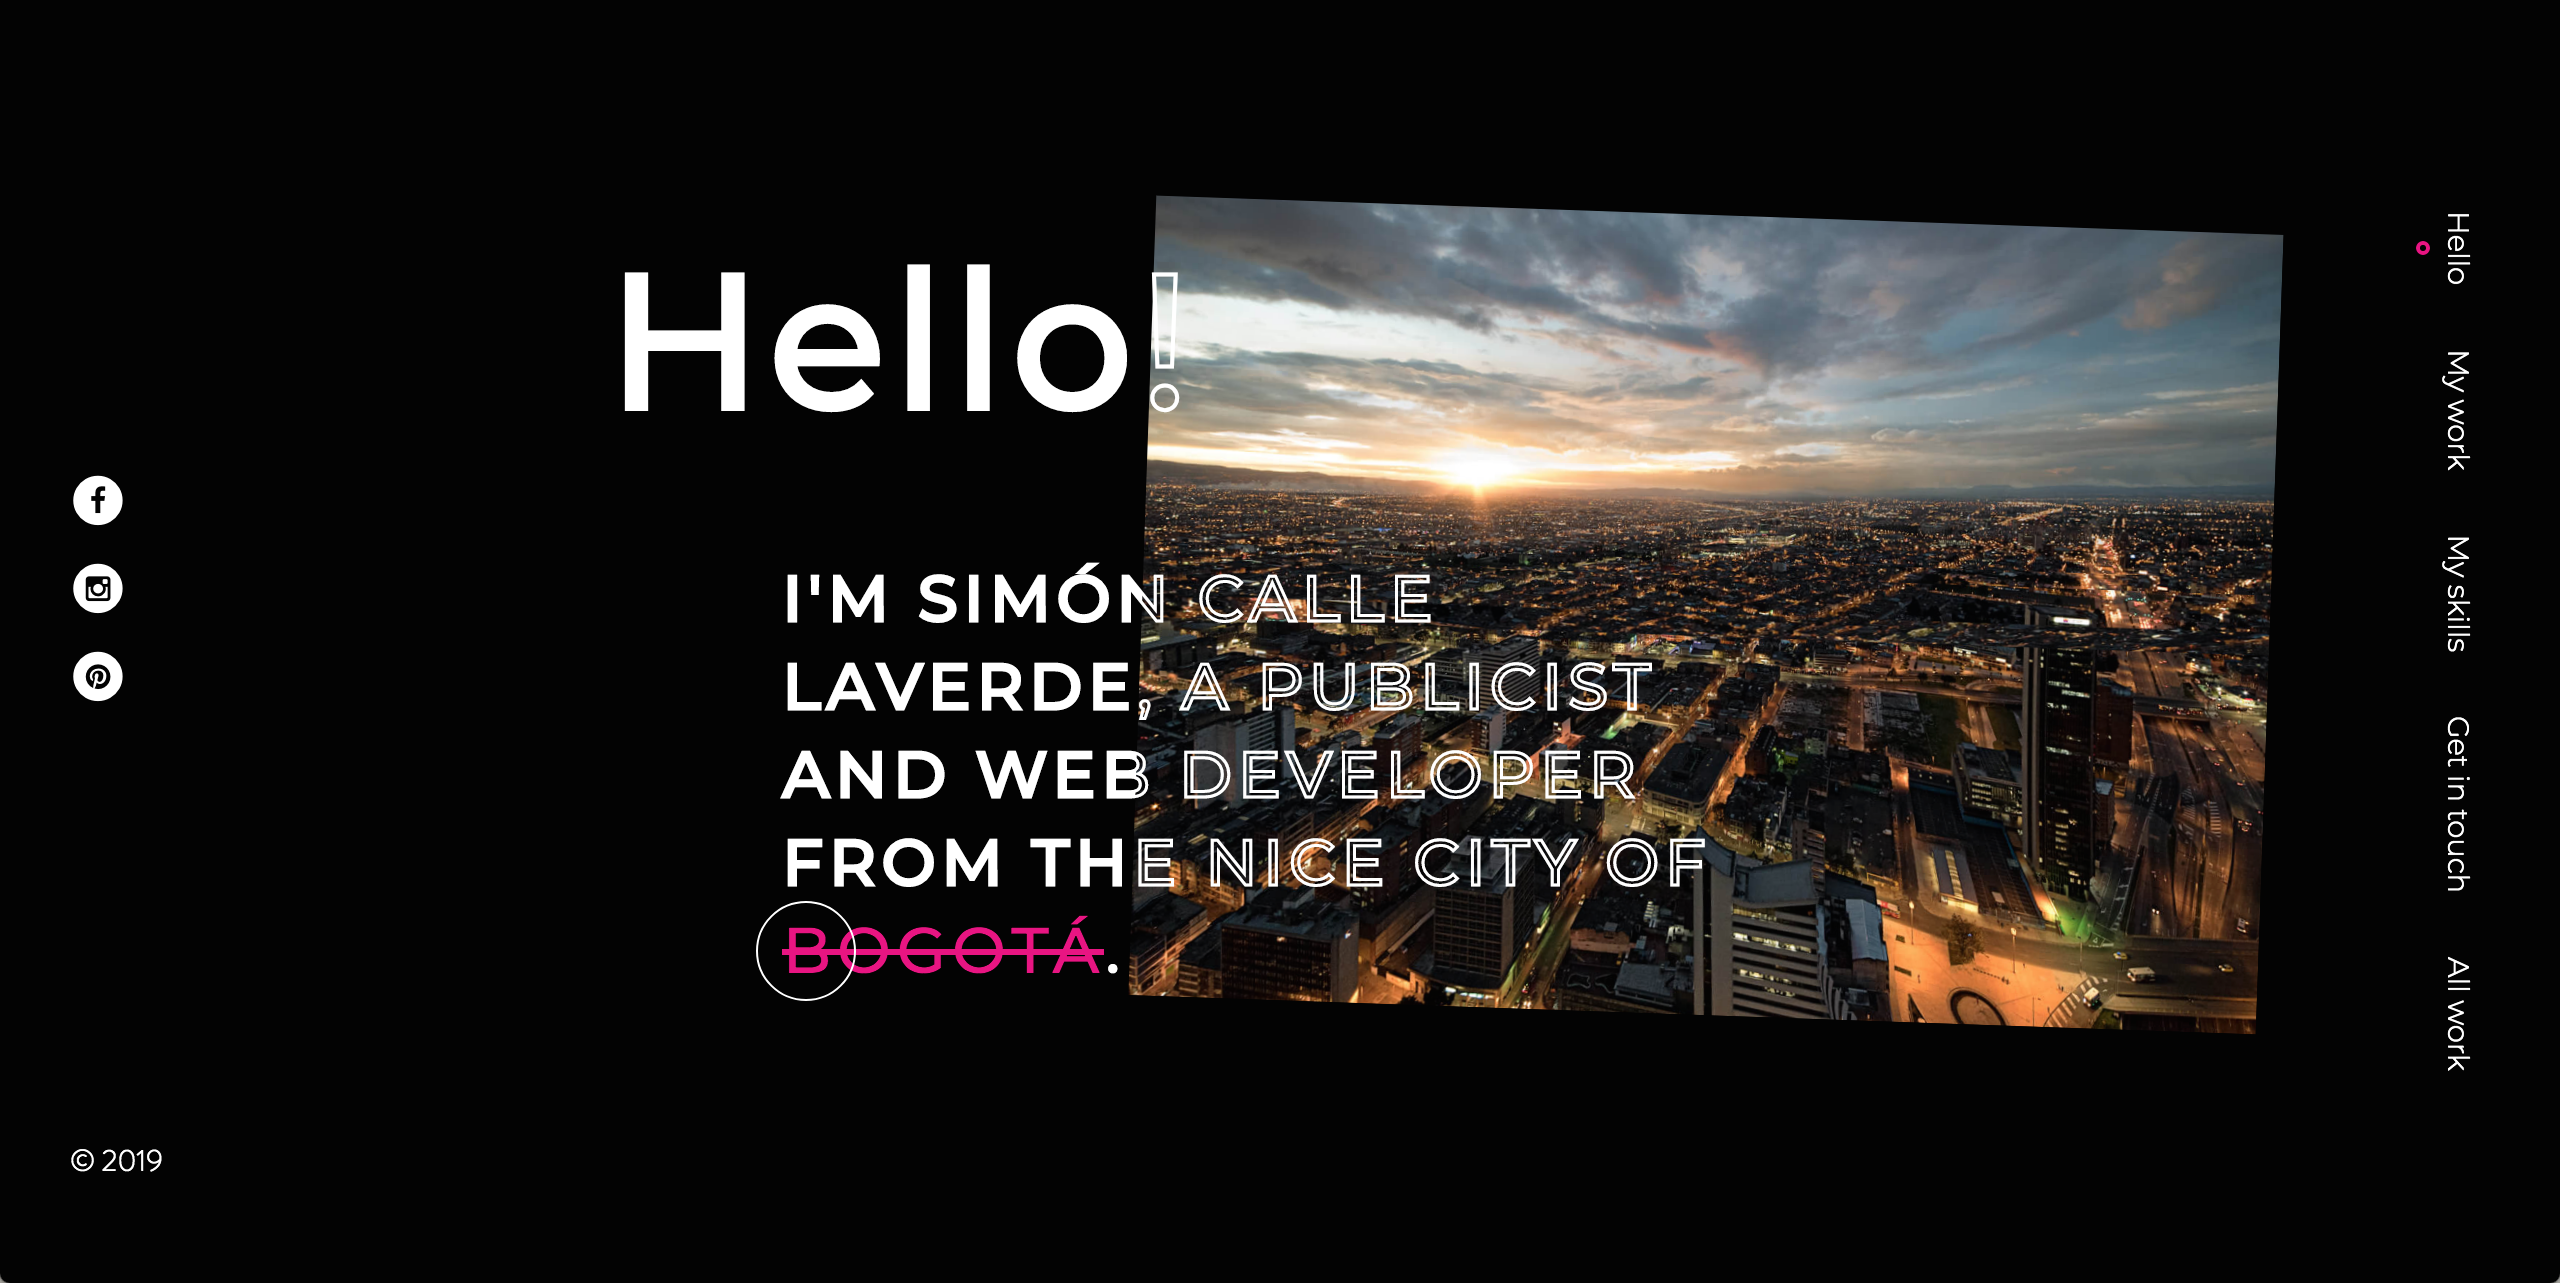 Hello!
I'M SIMÓN CALLE
LAVERDE, A PUBLICIST
AND WEB DEVELOPER
FROM THE NICE CITY OF
BOGOTÁ.
Hello
My work
My skills
Get in touch
All work
© 2019